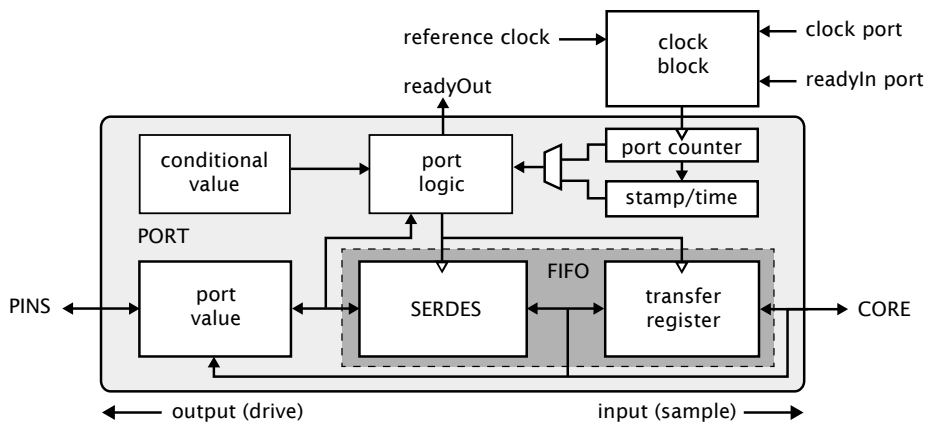 reference clock
clock
block
clock port
readyIn port
readyOut
conditional
value
port
logic
port counter
stamp/time
PORT
FIFO
PINS
port
value
SERDES
transfer
register
CORE
output (drive)
input (sample)